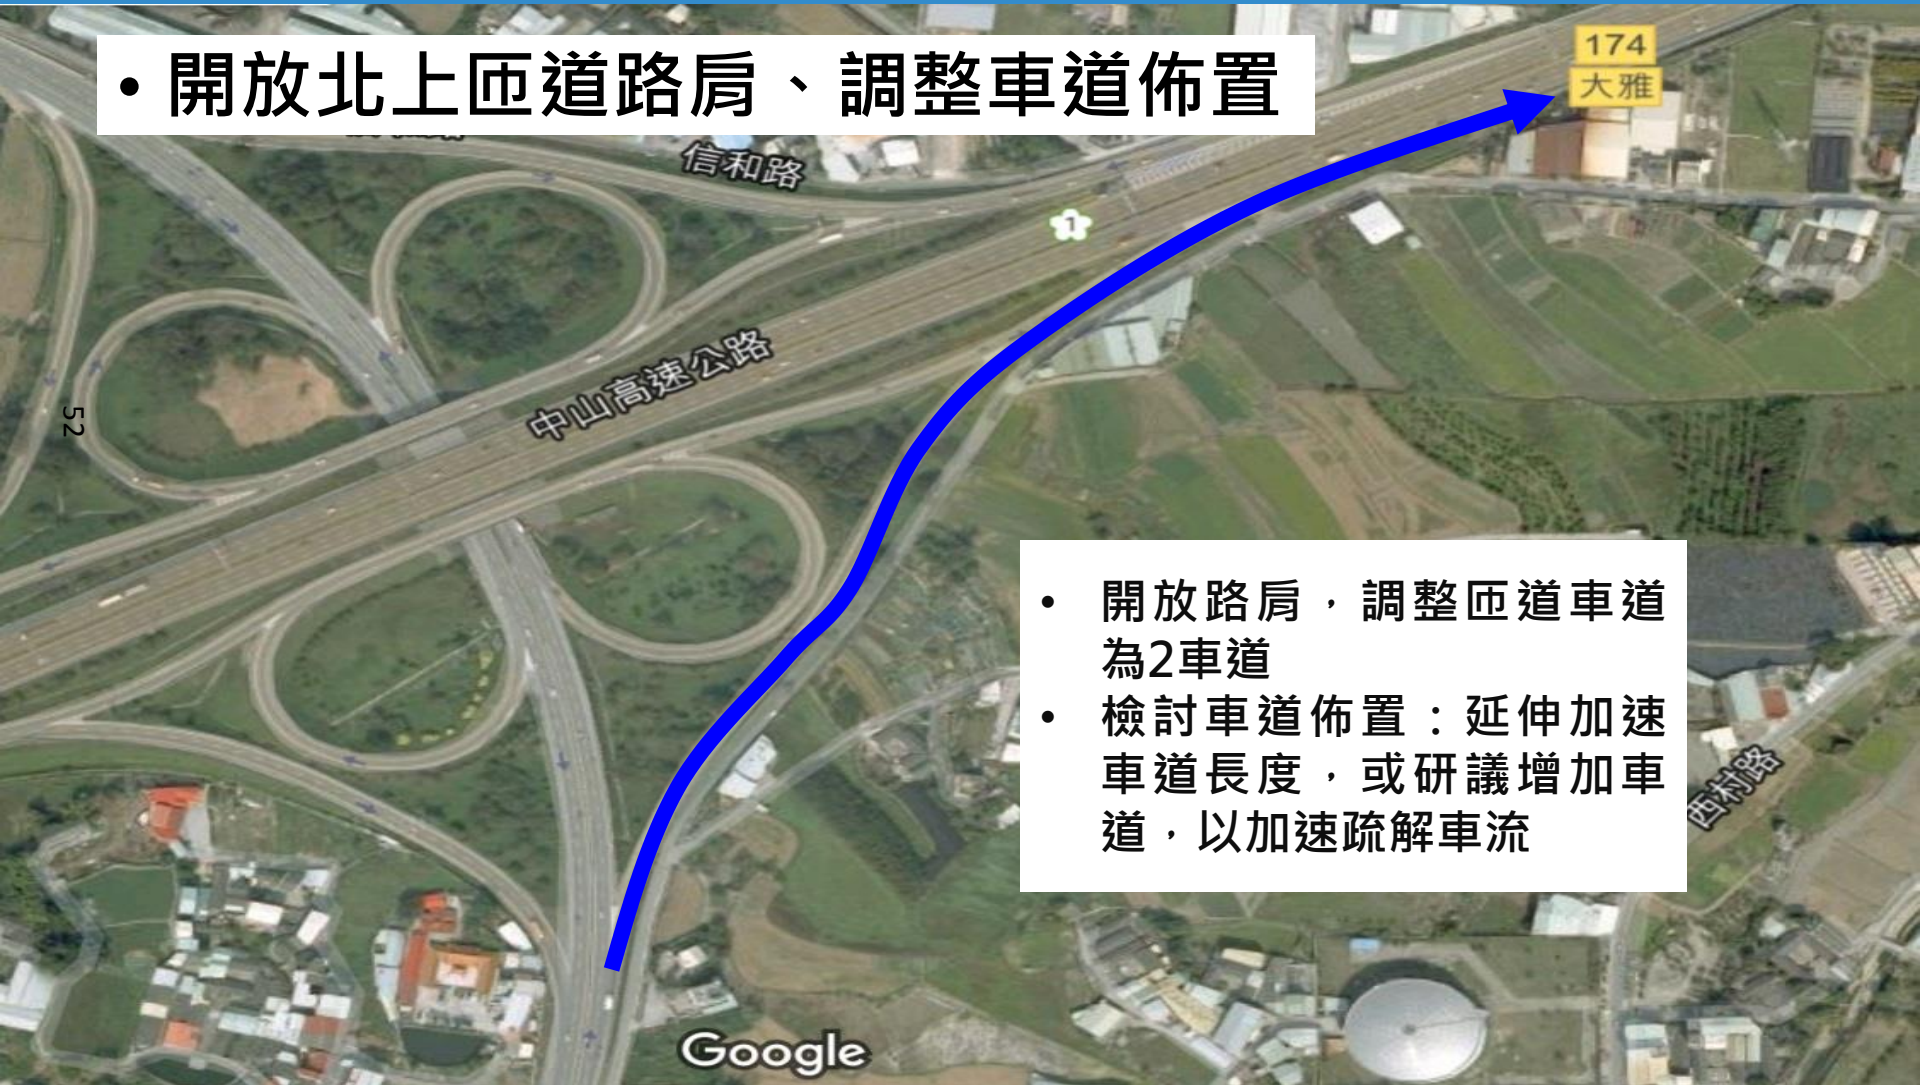 • 開放北上匝道路肩、調整車道佈置
174
大雅
信和路
1
中山高速公路
52
• 開放路肩，調整匝道車道
為2車道
• 檢討車道佈置：延伸加速
車道長度，或研議增加車
道，以加速疏解車流
西村路
Google